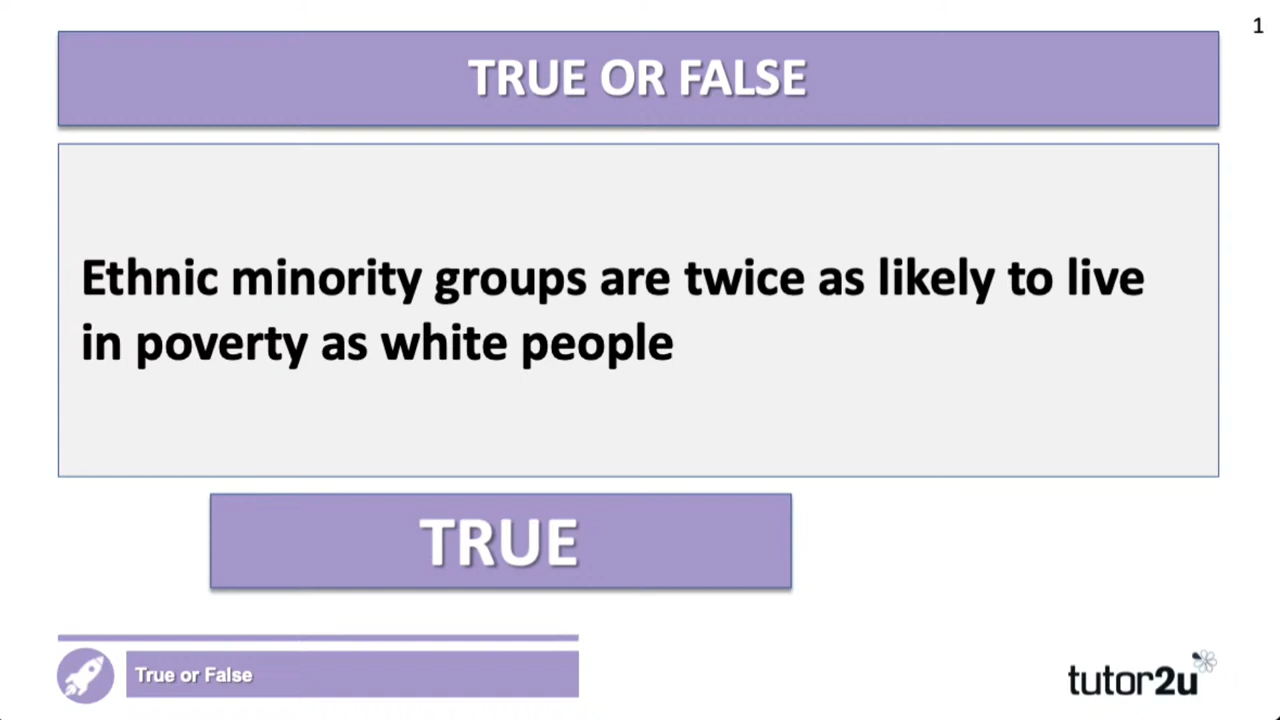 1
TRUE OR FALSE
Ethnic minority groups are twice as likely to live
in poverty as white people
TRUE
True or False
tutor2u